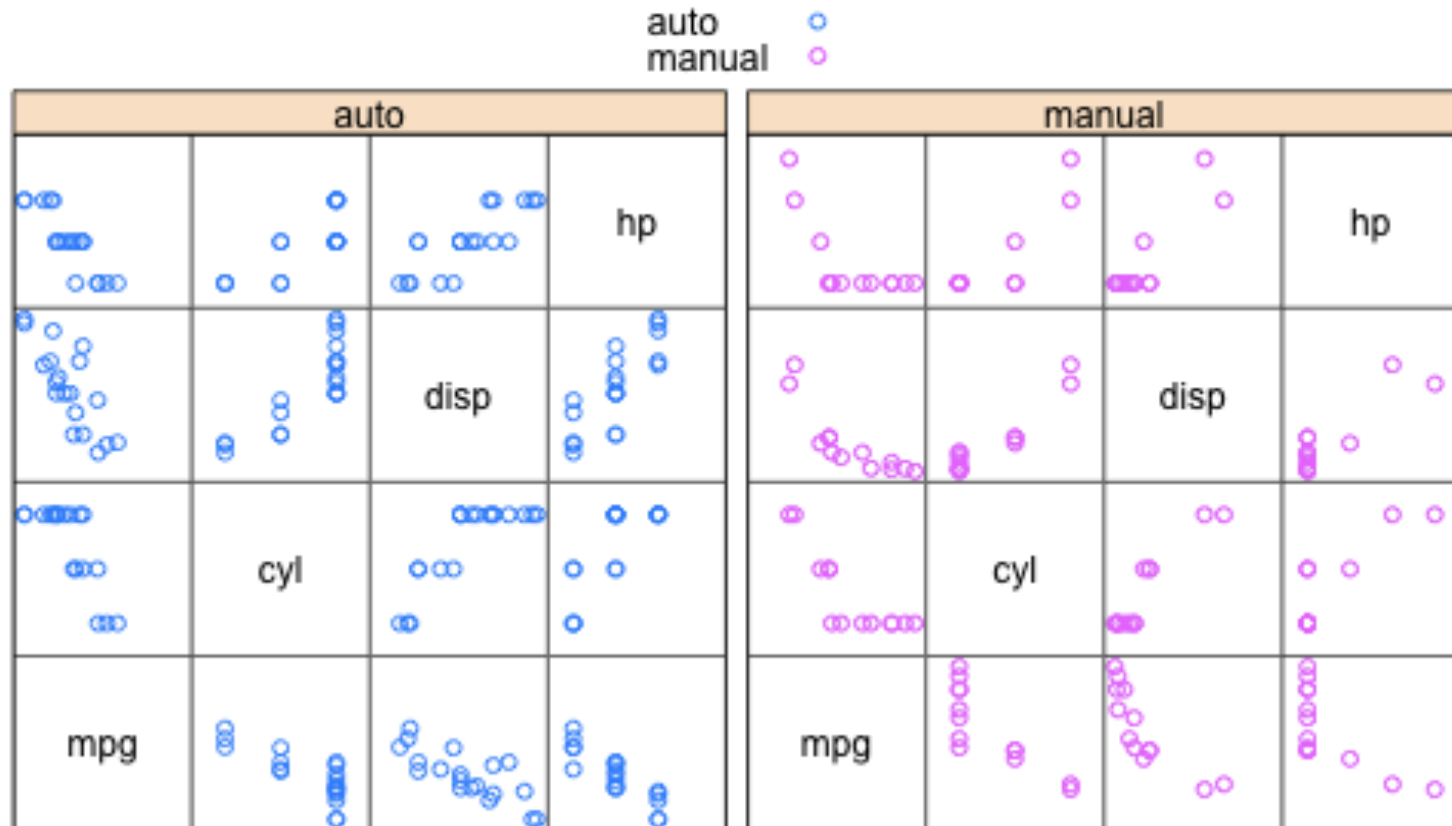 auto
manual
auto manual
hp hp
disp disp
cyl cyl
mpg mpg